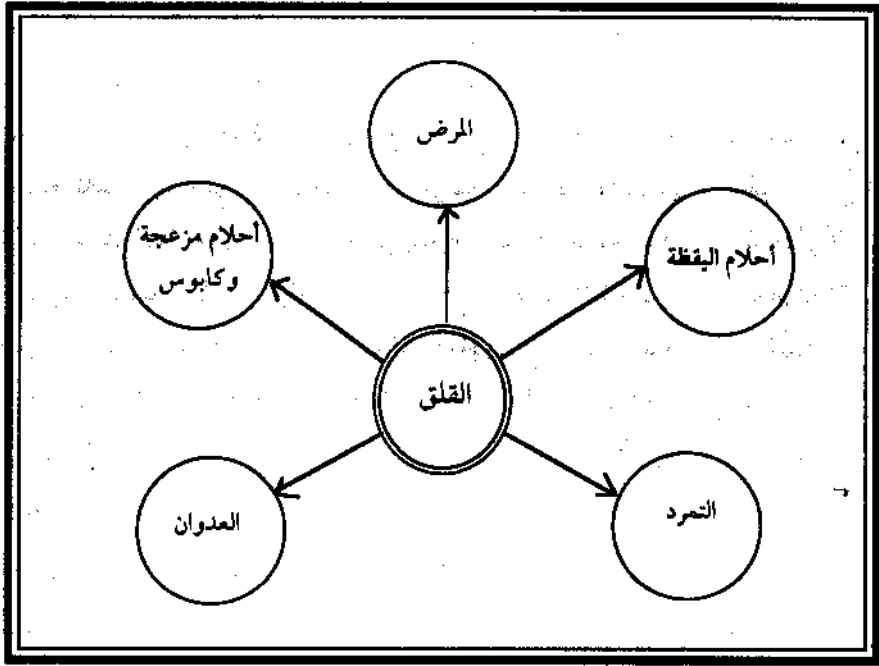 المرض
أحلام اليقظة
أحلام مزعجة
وكابوس
القلق
التمرد
العدوان